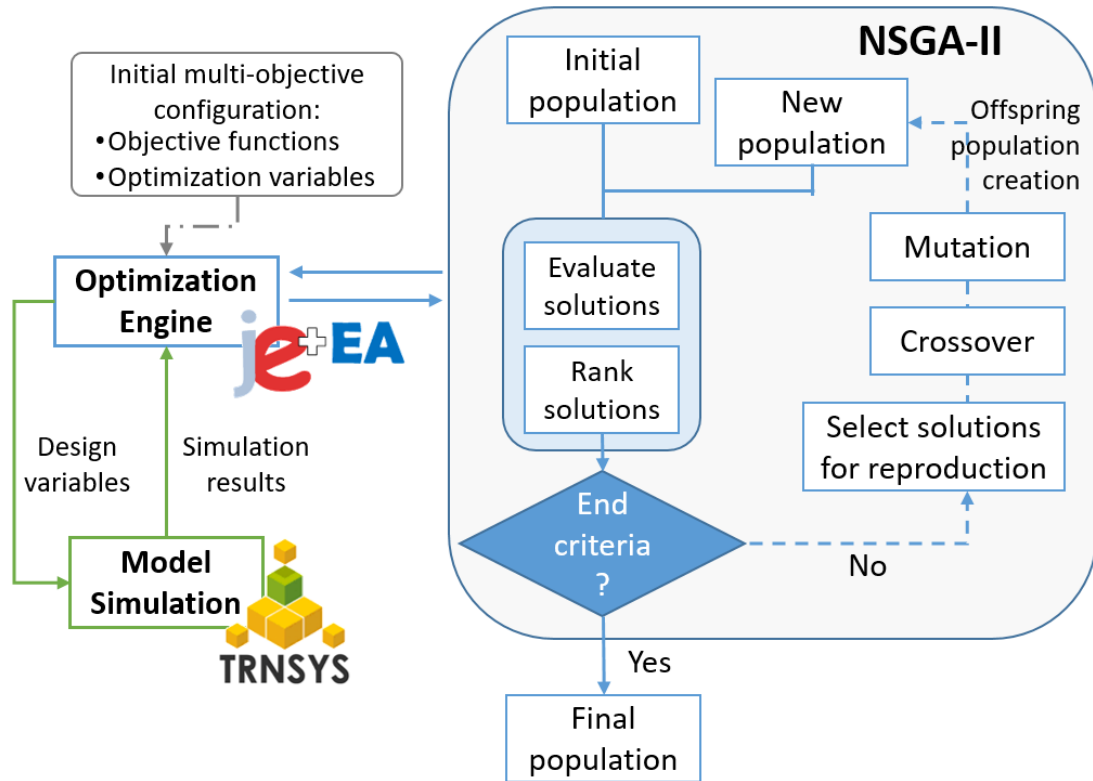 Initial multi-objective
configuration:
•Objective functions
•Optimization variables
Optimization
Engine
je+EA
Design
variables
Simulation
results
Model
Simulation
TRNSYS
NSGA-II
Initial
population
New
population
Offspring
population
creation
Evaluate
solutions
Rank
solutions
Mutation
Crossover
Select solutions
for reproduction
End
criteria
?
No
Yes
Final
population